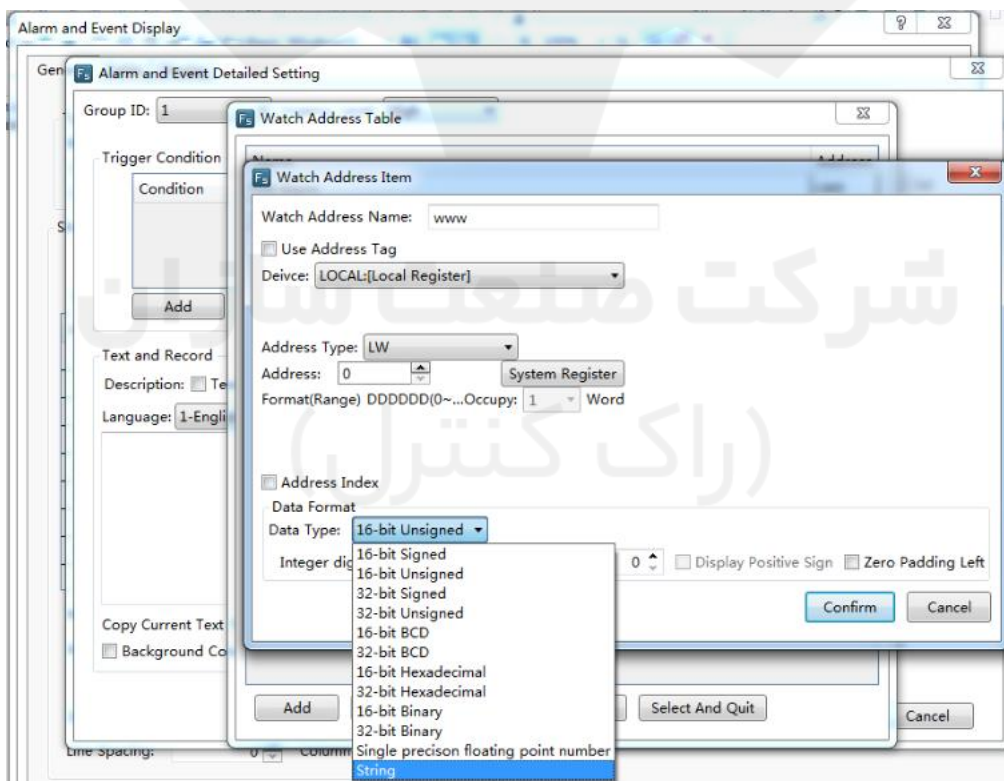 Alarm and Event Display
Gen
Alarm and Event Detailed Setting
Group ID: 1
Watch Address Table
Trigger Condition
Condition
Watch Address Item
Watch Address Name: www
Use Address Tag
Deivce: LOCAL:[Local Register]
شرکت صنعت سازان
Add
Address Type: LW
Text and Record
Address: 0 System Register
Description: Te
Format(Range) DDDDDD(0~...Occupy: 1 Word
Language: 1-Engli
(راک کنترل)
Address Index
Data Format
Data Type: 16-bit Unsigned
Integer dig 0 Display Positive Sign Zero Padding Left
16-bit Signed
16-bit Unsigned
32-bit Signed
32-bit Unsigned
16-bit BCD
32-bit BCD
16-bit Hexadecimal
32-bit Hexadecimal
16-bit Binary
32-bit Binary
Single precison floating point number
String
Confirm Cancel
Copy Current Text
Background Co
Add Select And Quit Cancel
Line Spacing: 0 Column